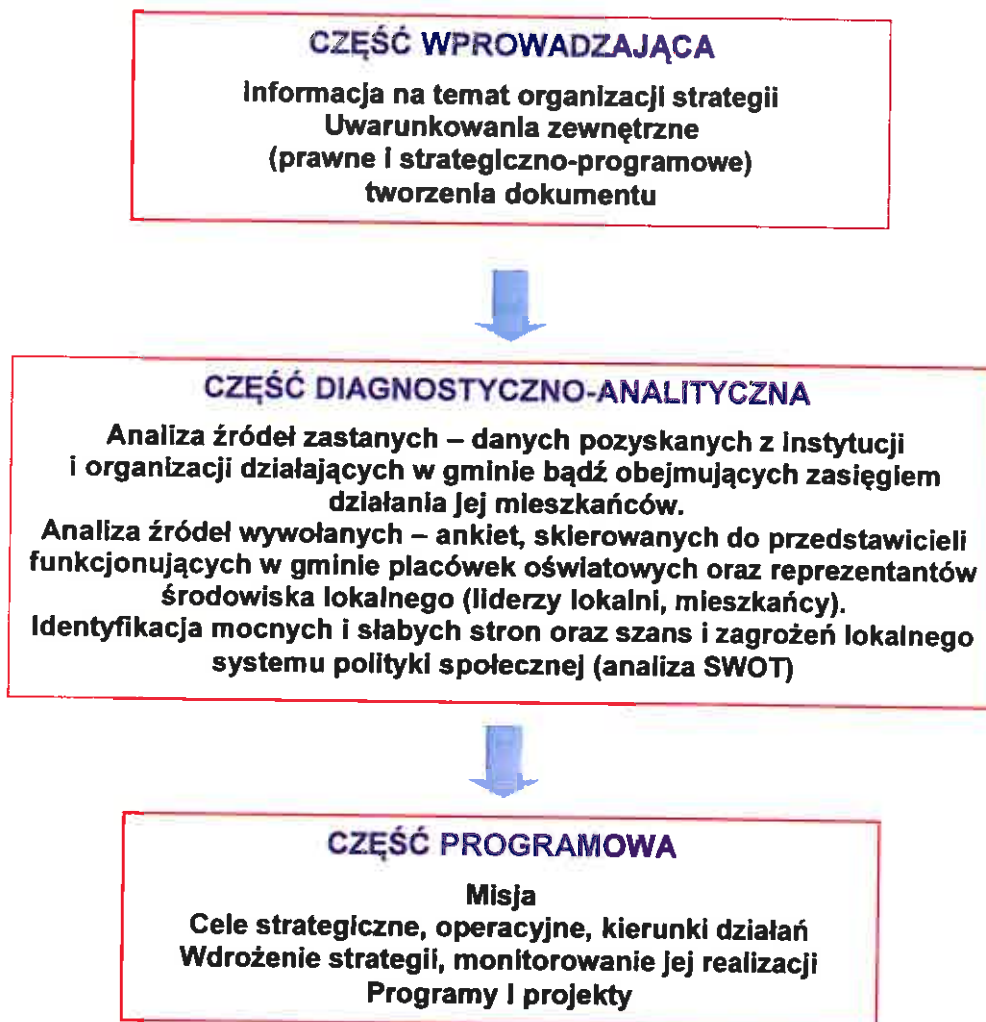 CZĘŚĆ WPROWADZAJĄCA
Informacja na temat organizacji strategii
Uwarunkowania zewnętrzne
(prawne i strategiczno-programowe)
tworzenia dokumentu
CZĘŚĆ DIAGNOSTYCZNO-ANALITYCZNA
Analiza źródeł zastanych – danych pozyskanych z instytucji
i organizacji działających w gminie bądź obejmujących zasięgiem
działania jej mieszkańców.
Analiza źródeł wywołanych – ankiet, skierowanych do przedstawicieli
funkcjonujących w gminie placówek oświatowych oraz reprezentantów
środowiska lokalnego (liderzy lokalni, mieszkańcy).
Identyfikacja mocnych i słabych stron oraz szans i zagrożeń lokalnego
systemu polityki społecznej (analiza SWOT)
CZĘŚĆ PROGRAMOWA
Misja
Cele strategiczne, operacyjne, kierunki działań
Wdrożenie strategii, monitorowanie jej realizacji
Programy i projekty